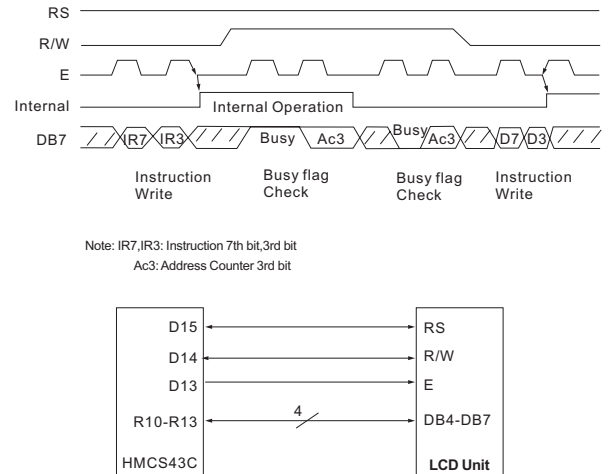 RS
R/W
E
Internal
Internal Operation
DB7
IR7 IR3 Busy Ac3 Busy Ac3 D7 D3
Instruction Write
Busy flag Check
Busy flag Check
Instruction Write
Note: IR7,IR3: Instruction 7th bit,3rd bit
Ac3: Address Counter 3rd bit
D15 RS
D14 R/W
D13 E
R10-R13 4 DB4-DB7
HMCS43C LCD Unit